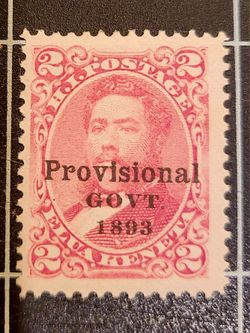 2 H.I. POSTAGE 2
Provisional
GOVT.
1893
2 ELUA KENETA 2